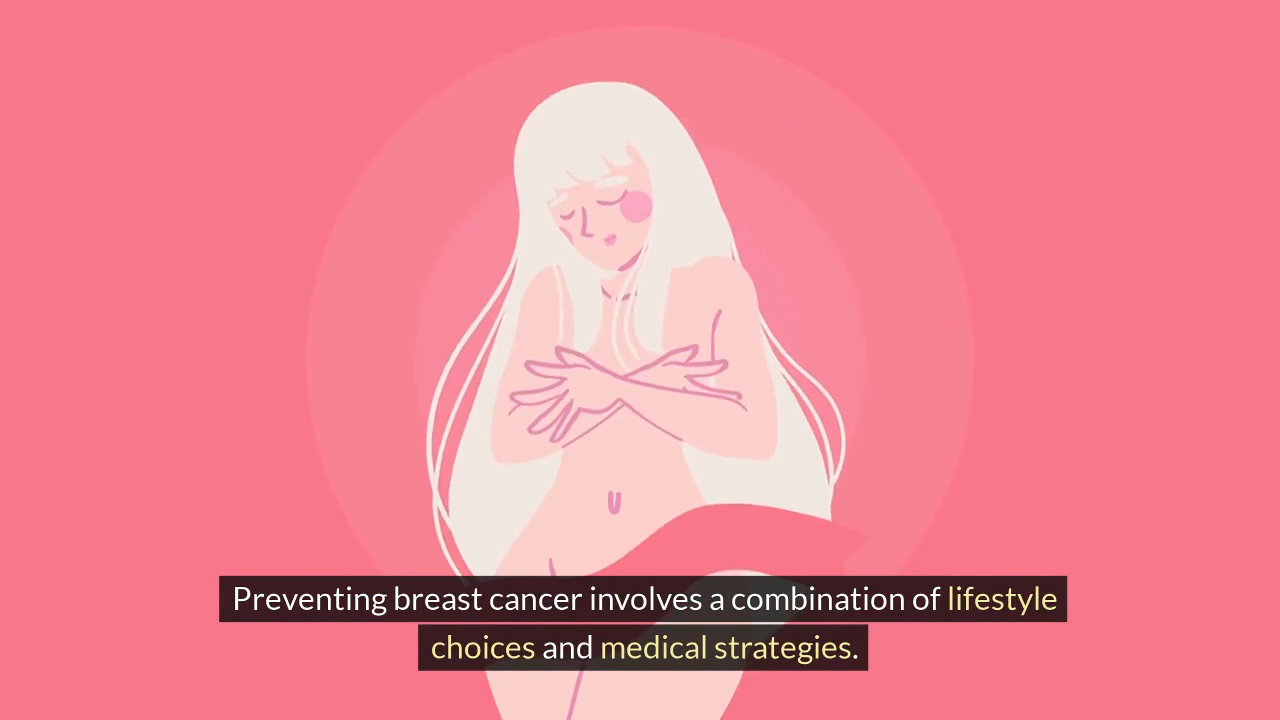 Preventing breast cancer involves a combination of lifestyle
choices and medical strategies.